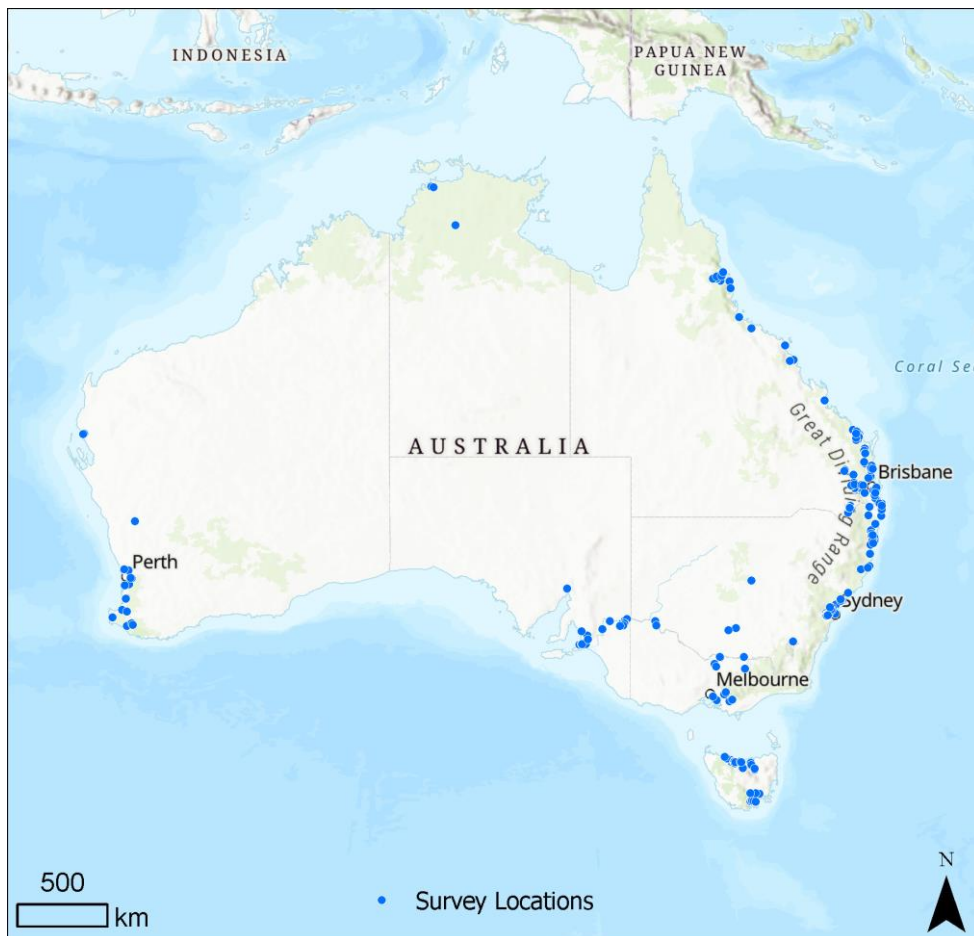 INDONESIA
PAPUA NEW
GUINEA
Coral Se
Great Dividing Range
AUSTRALIA
Brisbane
Perth
Sydney
Melbourne
500
km
Survey Locations
N